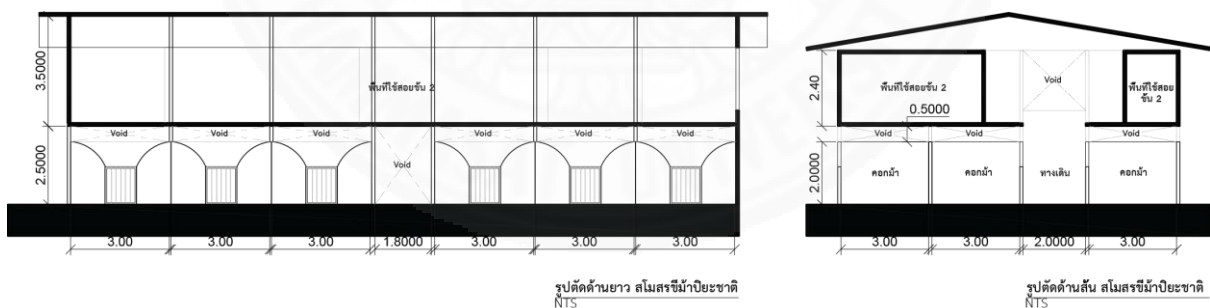 3.5000
2.5000
พื้นที่ใช้สอยชั้น 2
Void
Void
Void
Void
Void
Void
Void
3.00
3.00
3.00
1.8000
3.00
3.00
3.00
รูปตัดด้านยาว สโมสรขี่ม้าปิยะชาติ
NTS
2.40
2.0000
พื้นที่ใช้สอยชั้น 2
0.5000
Void
พื้นที่ใช้สอย
ชั้น 2
Void
Void
Void
คอกม้า
คอกม้า
ทางเดิน
คอกม้า
3.00
3.00
2.0000
3.00
รูปตัดด้านสั้น สโมสรขี่ม้าปิยะชาติ
NTS